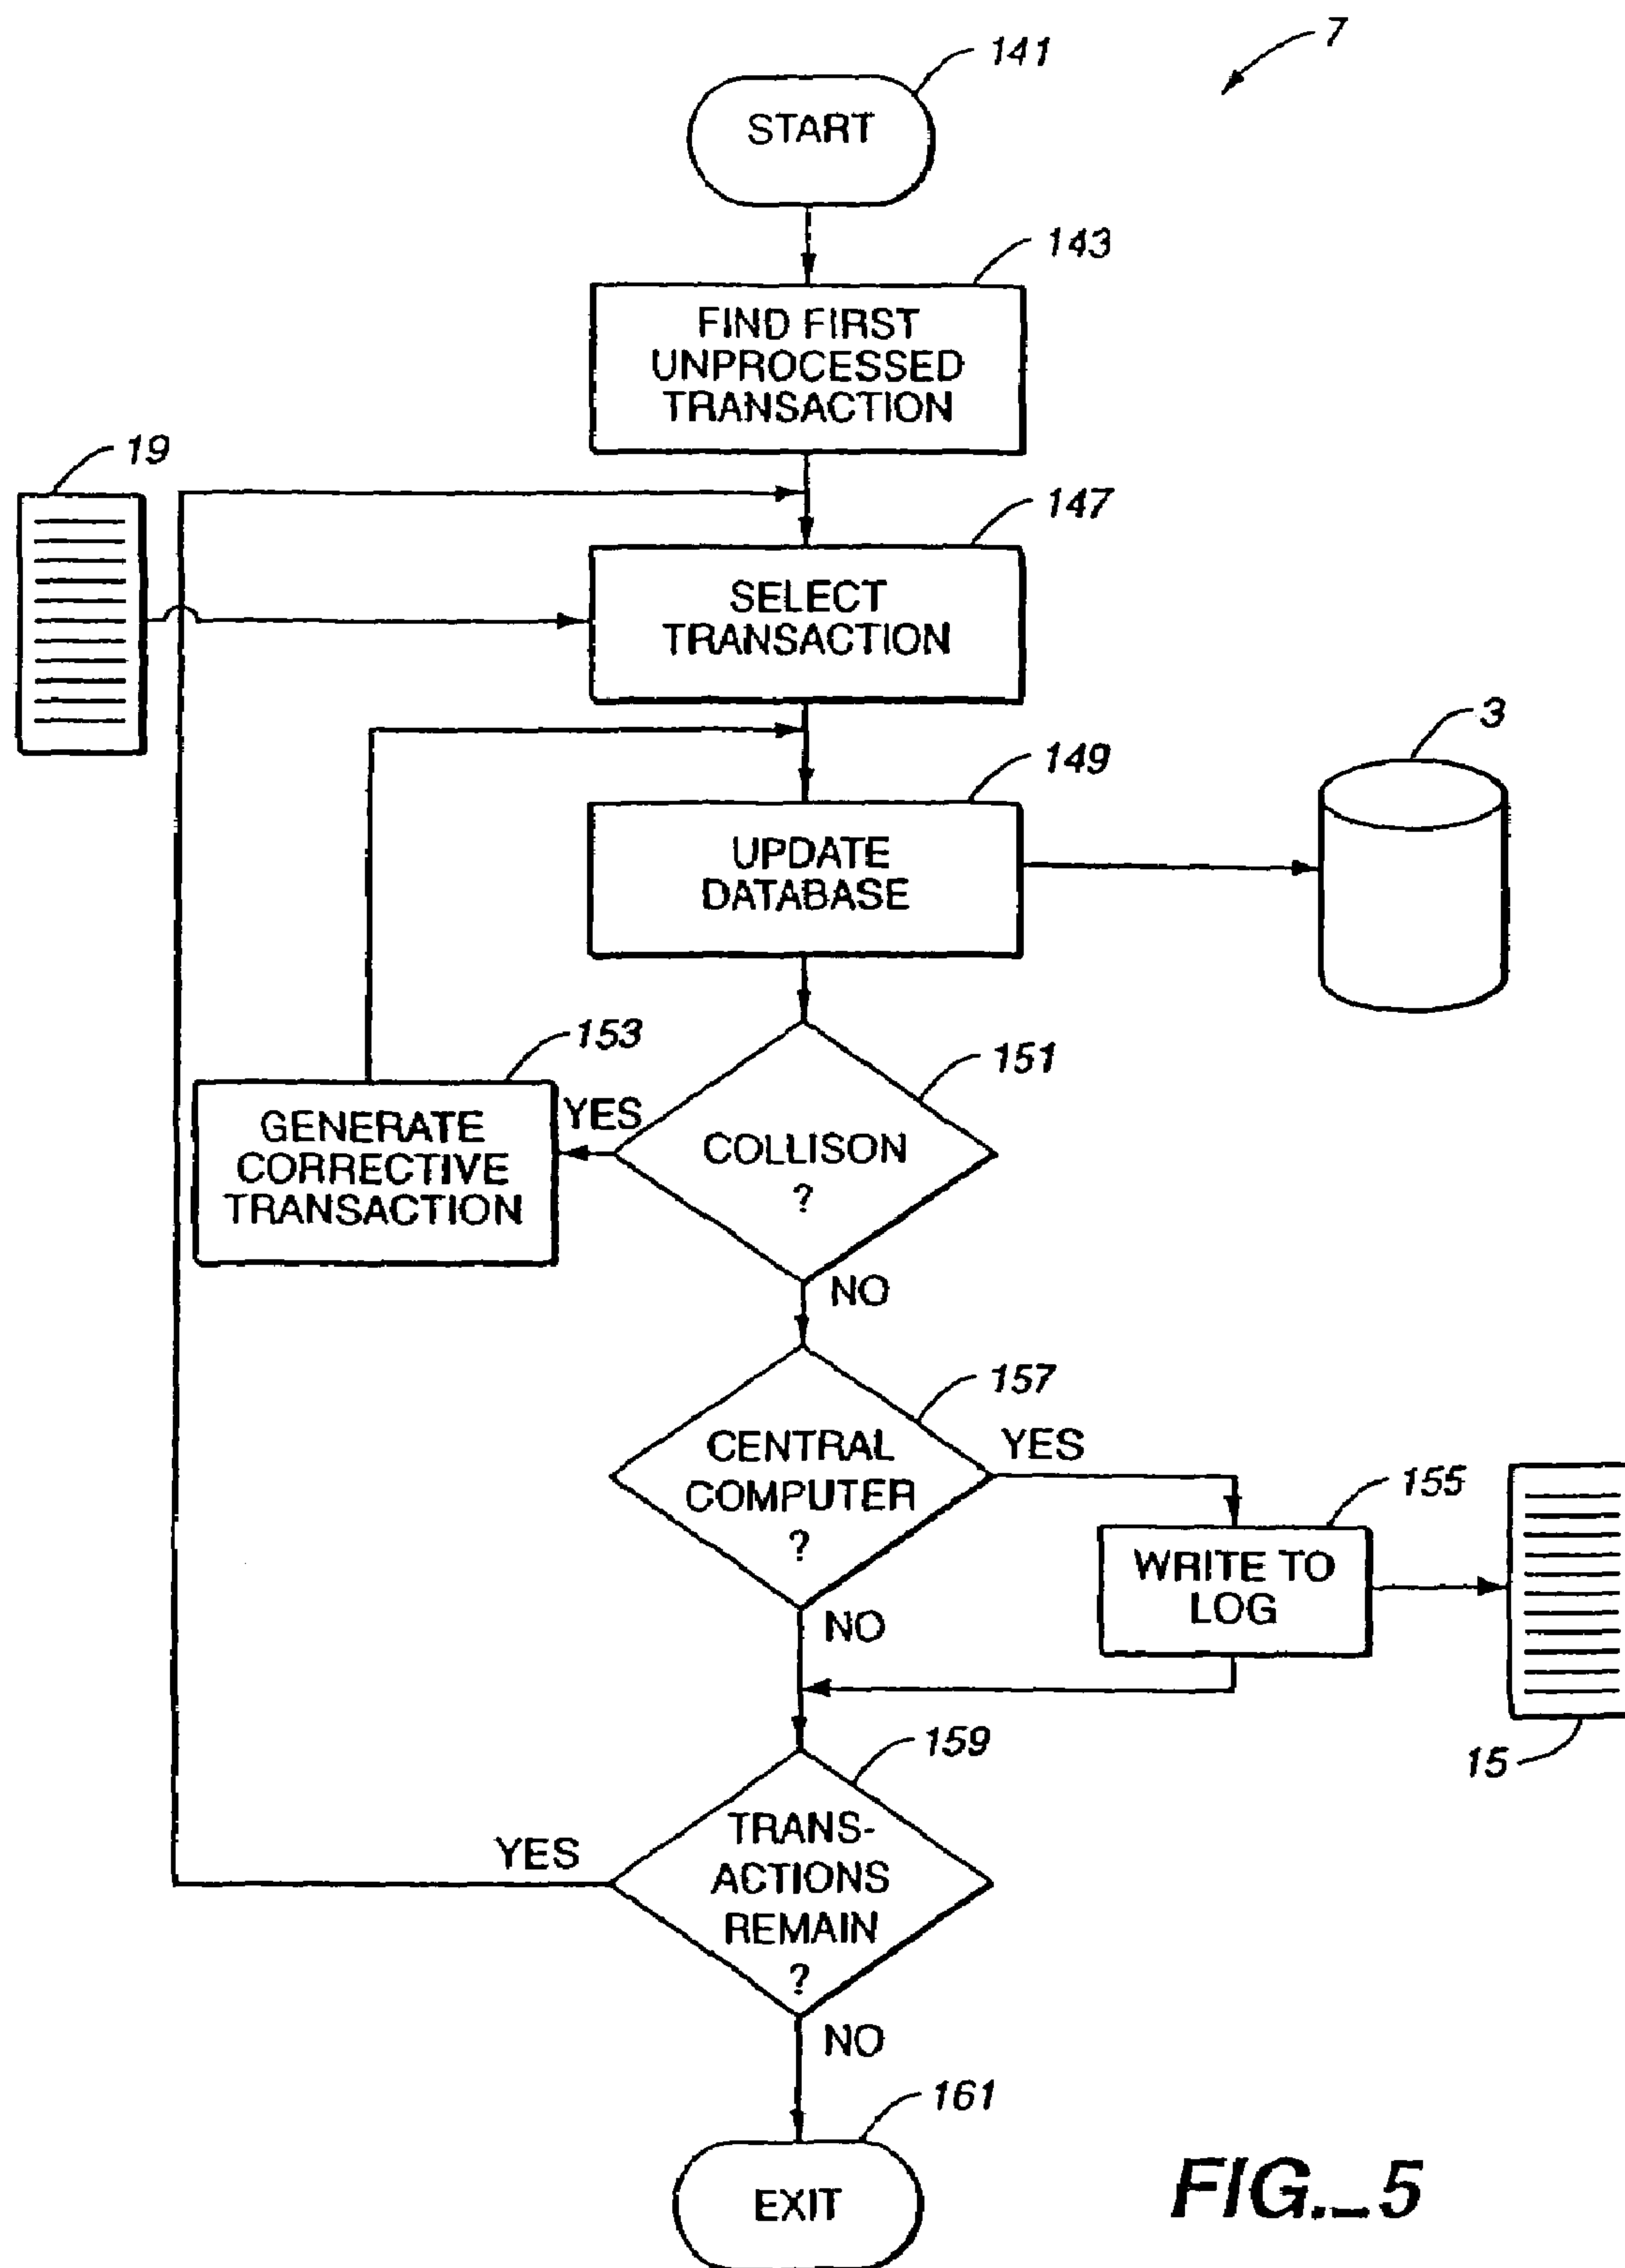 7
141
START
143
FIND FIRST
UNPROCESSED
TRANSACTION
19
147
SELECT
TRANSACTION
3
149
UPDATE
DATABASE
153
151
GENERATE
CORRECTIVE
TRANSACTION
YES
COLLISON
?
NO
157
CENTRAL
COMPUTER
?
YES
155
WRITE TO
LOG
NO
15
159
TRANS-
ACTIONS
REMAIN
?
YES
NO
161
EXIT
FIG._5